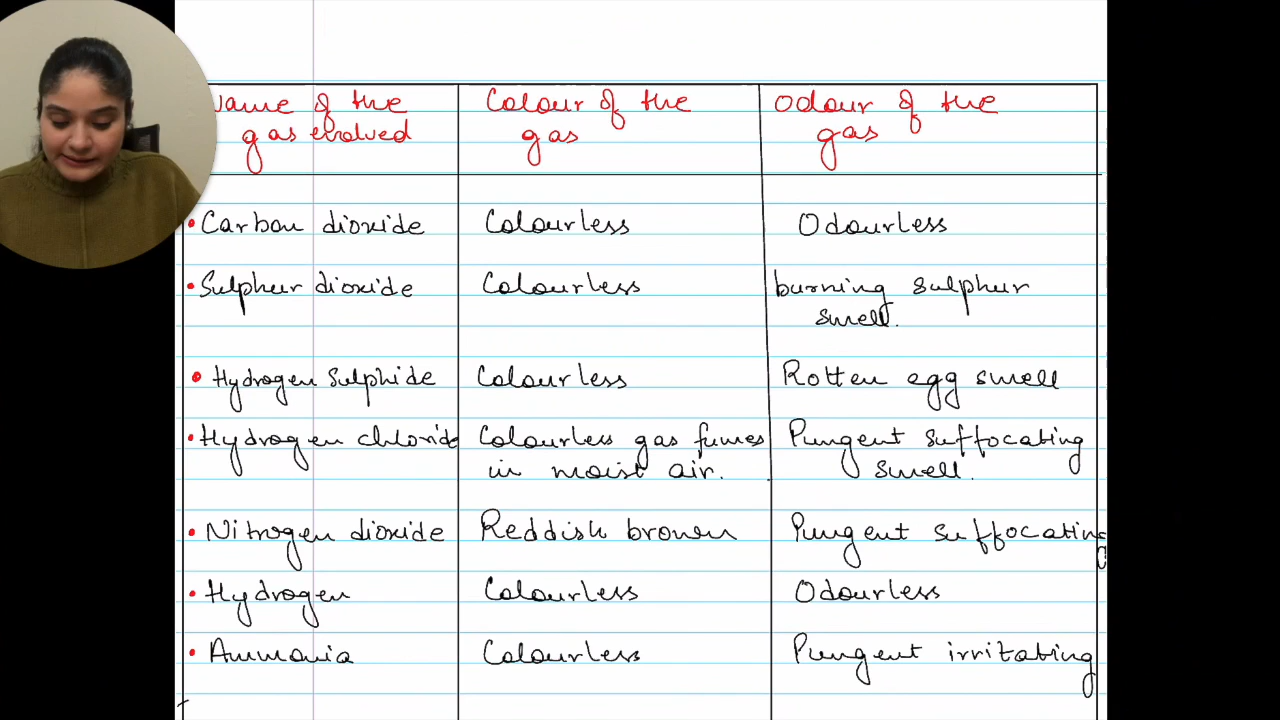 Name of the Colour of the Odour of the
gas evolved gas gas
• Carbon dioxide Colourless Odourless
• Sulphur dioxide Colourless burning sulphur
smell.
• Hydrogen Sulphide Colourless Rotten egg smell
• Hydrogen chloride Colourless gas fumes Pungent suffocating
in moist air. smell.
• Nitrogen dioxide Reddish brown Pungent suffocating
• Hydrogen Colourless Odourless
• Ammonia Colourless Pungent irritating